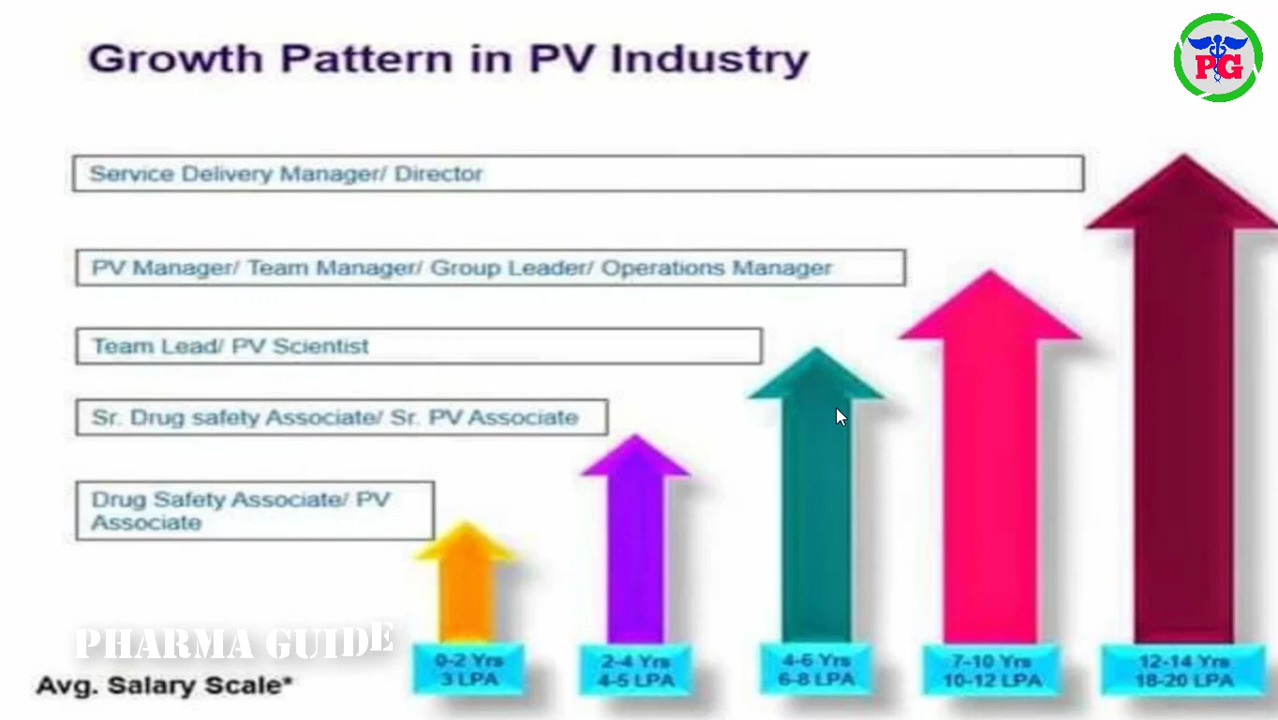 Growth Pattern in PV Industry
PG
Service Delivery Manager/ Director
PV Manager/ Team Manager/ Group Leader/ Operations Manager
Team Lead/ PV Scientist
Sr. Drug safety Associate/ Sr. PV Associate
Drug Safety Associate/ PV
Associate
PHARMA GUIDE
Avg. Salary Scale*
0-2 Yrs
3 LPA
2-4 Yrs
4-5 LPA
4-6 Yrs
6-8 LPA
7-10 Yrs
10-12 LPA
12-14 Yrs
18-20 LPA